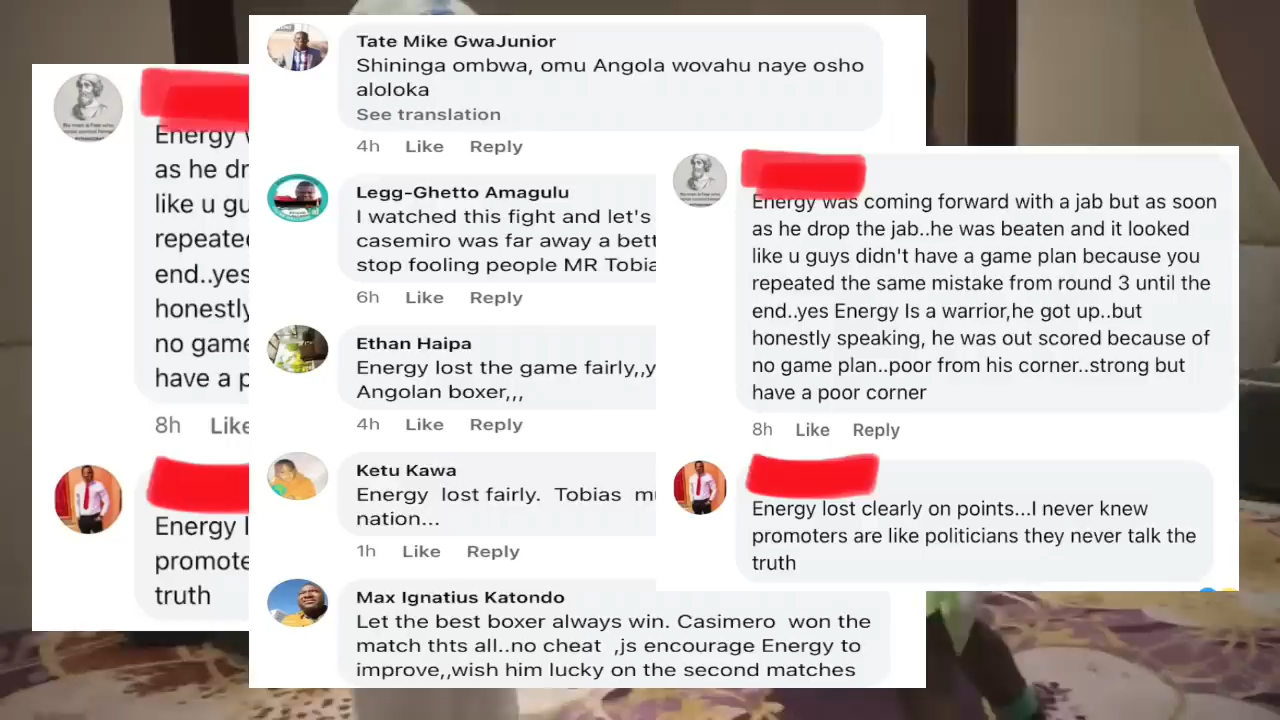 Energy
as he dr
like u gu
repeated
end..yes
honestly
no game
have a p
8h Like
Energy l
promote
truth
Tate Mike GwaJunior
Shininga ombwa, omu Angola wovahu naye osho
aloloka
See translation
4h Like Reply
Legg-Ghetto Amagulu
I watched this fight and let's
casemiro was far away a bett
stop fooling people MR Tobia
6h Like Reply
Ethan Haipa
Energy lost the game fairly,,y
Angolan boxer,,,
4h Like Reply
Ketu Kawa
Energy lost fairly. Tobias mu
nation...
1h Like Reply
Max Ignatius Katondo
Let the best boxer always win. Casimero won the
match thts all..no cheat ,js encourage Energy to
improve,,wish him lucky on the second matches
Energy was coming forward with a jab but as soon
as he drop the jab..he was beaten and it looked
like u guys didn't have a game plan because you
repeated the same mistake from round 3 until the
end..yes Energy Is a warrior,he got up..but
honestly speaking, he was out scored because of
no game plan..poor from his corner..strong but
have a poor corner
8h Like Reply
Energy lost clearly on points...I never knew
promoters are like politicians they never talk the
truth